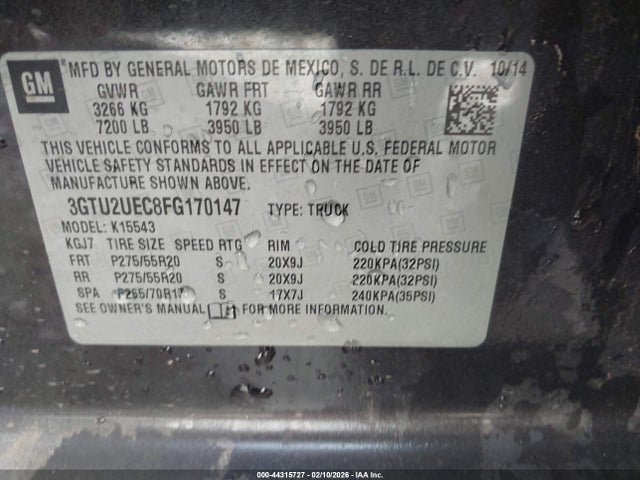 GM
MFD BY GENERAL MOTORS DE MEXICO, S. DE R.L. DE C.V. 10/14
GVWR GAWR FRT GAWR RR
3266 KG 1792 KG 1792 KG
7200 LB 3950 LB 3950 LB
THIS VEHICLE CONFORMS TO ALL APPLICABLE U.S. FEDERAL MOTOR
VEHICLE SAFETY STANDARDS IN EFFECT ON THE DATE OF
MANUFACTURE SHOWN ABOVE.
3GTU2UEC8FG170147 TYPE: TRUCK
MODEL: K15543
KGJ7 TIRE SIZE SPEED RTG RIM COLD TIRE PRESSURE
FRT P275/55R20 S 20X9J 220KPA(32PSI)
RR P275/55R20 S 20X9J 220KPA(32PSI)
SPA P265/70R17 S 17X7J 240KPA(35PSI)
SEE OWNER'S MANUAL FOR MORE INFORMATION.
000-44315727 - 02/10/2026 - IAA Inc.